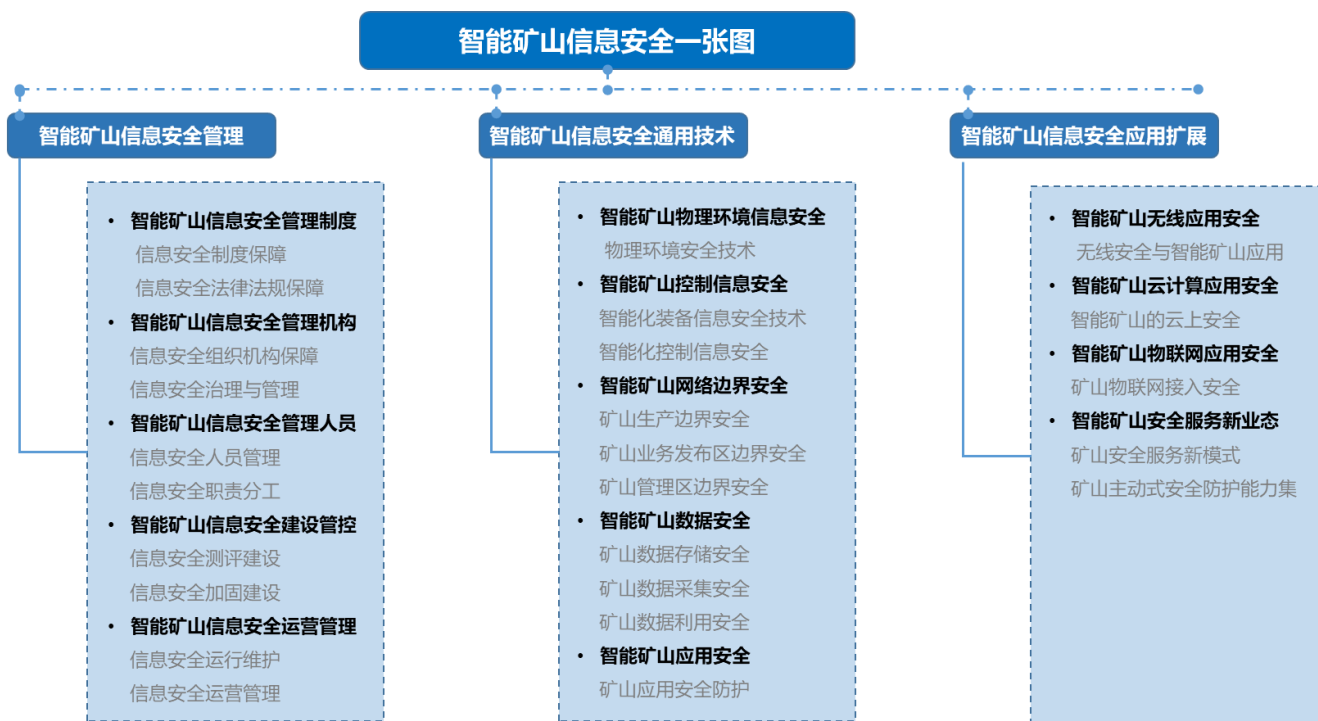 智能矿山信息安全一张图
智能矿山信息安全管理
智能矿山信息安全通用技术
智能矿山信息安全应用扩展
• 智能矿山信息安全管理制度
信息安全制度保障
信息安全法律法规保障
• 智能矿山信息安全管理机构
信息安全组织机构保障
信息安全治理与管理
• 智能矿山信息安全管理人员
信息安全人员管理
信息安全职责分工
• 智能矿山信息安全建设管控
信息安全测评建设
信息安全加固建设
• 智能矿山信息安全运营管理
信息安全运行维护
信息安全运营管理
• 智能矿山物理环境信息安全
物理环境安全技术
• 智能矿山控制信息安全
智能化装备信息安全技术
智能化控制信息安全
• 智能矿山网络边界安全
矿山生产边界安全
矿山业务发布区边界安全
矿山管理区边界安全
• 智能矿山数据安全
矿山数据存储安全
矿山数据采集安全
矿山数据利用安全
• 智能矿山应用安全
矿山应用安全防护
• 智能矿山无线应用安全
无线安全与智能矿山应用
• 智能矿山云计算应用安全
智能矿山的云上安全
• 智能矿山物联网应用安全
矿山物联网接入安全
• 智能矿山安全服务新业态
矿山安全服务新模式
矿山主动式安全防护能力集